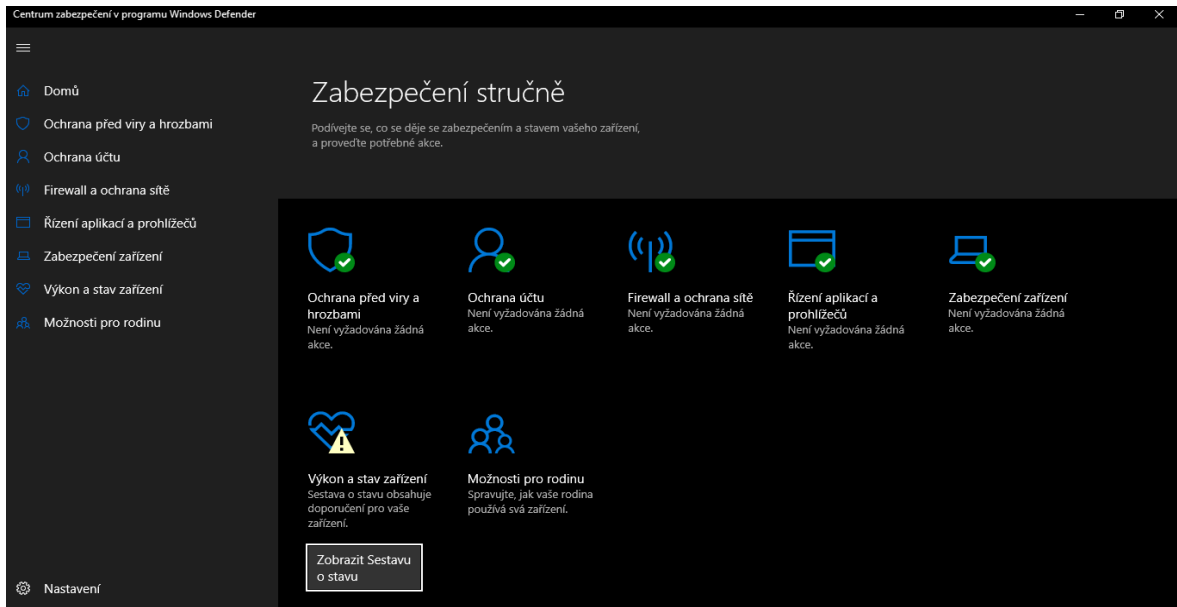 Centrum zabezpečení v programu Windows Defender
Domů
Ochrana před viry a hrozbami
Ochrana účtu
Firewall a ochrana sítě
Řízení aplikací a prohlížečů
Zabezpečení zařízení
Výkon a stav zařízení
Možnosti pro rodinu
Nastavení
Zabezpečení stručně
Podívejte se, co se děje se zabezpečením a stavem vašeho zařízení,
a proveďte potřebné akce.
Ochrana před viry a
hrozbami
Není vyžadována žádná
akce.
Ochrana účtu
Není vyžadována žádná
akce.
Firewall a ochrana sítě
Není vyžadována žádná
akce.
Řízení aplikací a
prohlížečů
Není vyžadována žádná
akce.
Zabezpečení zařízení
Není vyžadována žádná
akce.
Výkon a stav zařízení
Sestava o stavu obsahuje
doporučení pro vaše
zařízení.
Zobrazit Sestavu
o stavu
Možnosti pro rodinu
Spravujte, jak vaše rodina
používá svá zařízení.